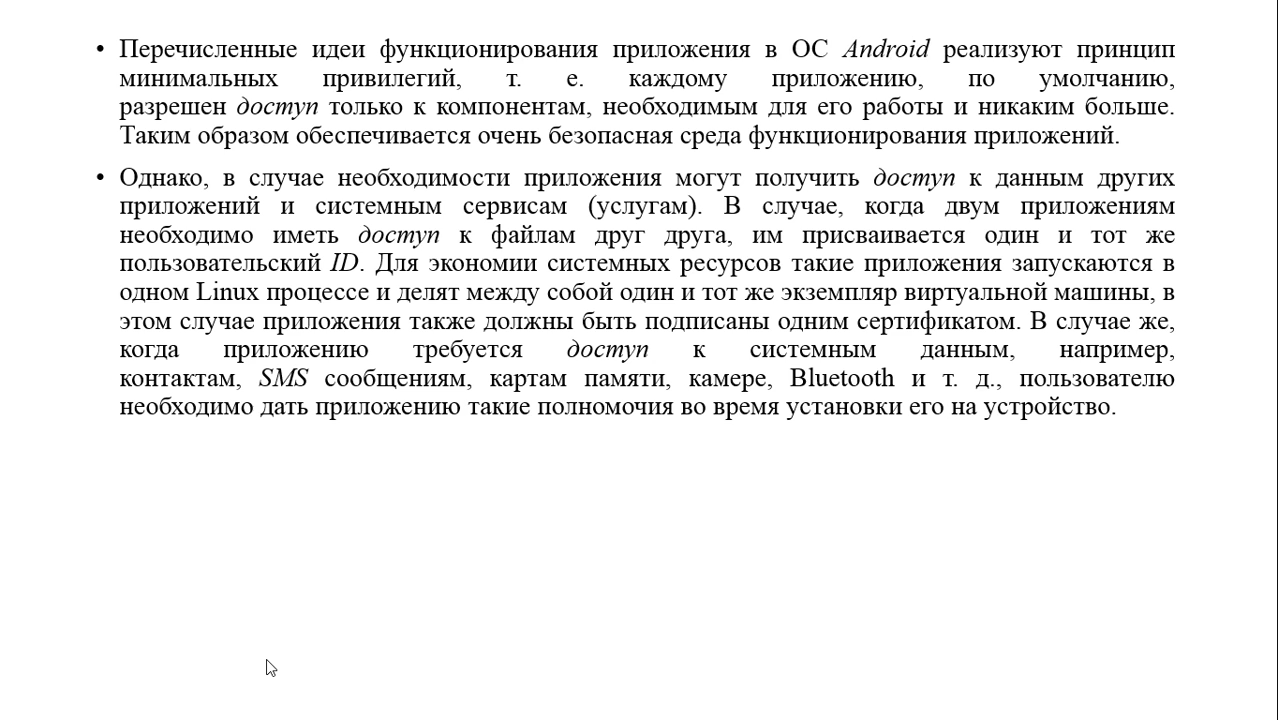 • Перечисленные идеи функционирования приложения в ОС Android реализуют принцип
минимальных привилегий, т. е. каждому приложению, по умолчанию,
разрешен доступ только к компонентам, необходимым для его работы и никаким больше.
Таким образом обеспечивается очень безопасная среда функционирования приложений.
• Однако, в случае необходимости приложения могут получить доступ к данным других
приложений и системным сервисам (услугам). В случае, когда двум приложениям
необходимо иметь доступ к файлам друг друга, им присваивается один и тот же
пользовательский ID. Для экономии системных ресурсов такие приложения запускаются в
одном Linux процессе и делят между собой один и тот же экземпляр виртуальной машины, в
этом случае приложения также должны быть подписаны одним сертификатом. В случае же,
когда приложению требуется доступ к системным данным, например,
контактам, SMS сообщениям, картам памяти, камере, Bluetooth и т. д., пользователю
необходимо дать приложению такие полномочия во время установки его на устройство.